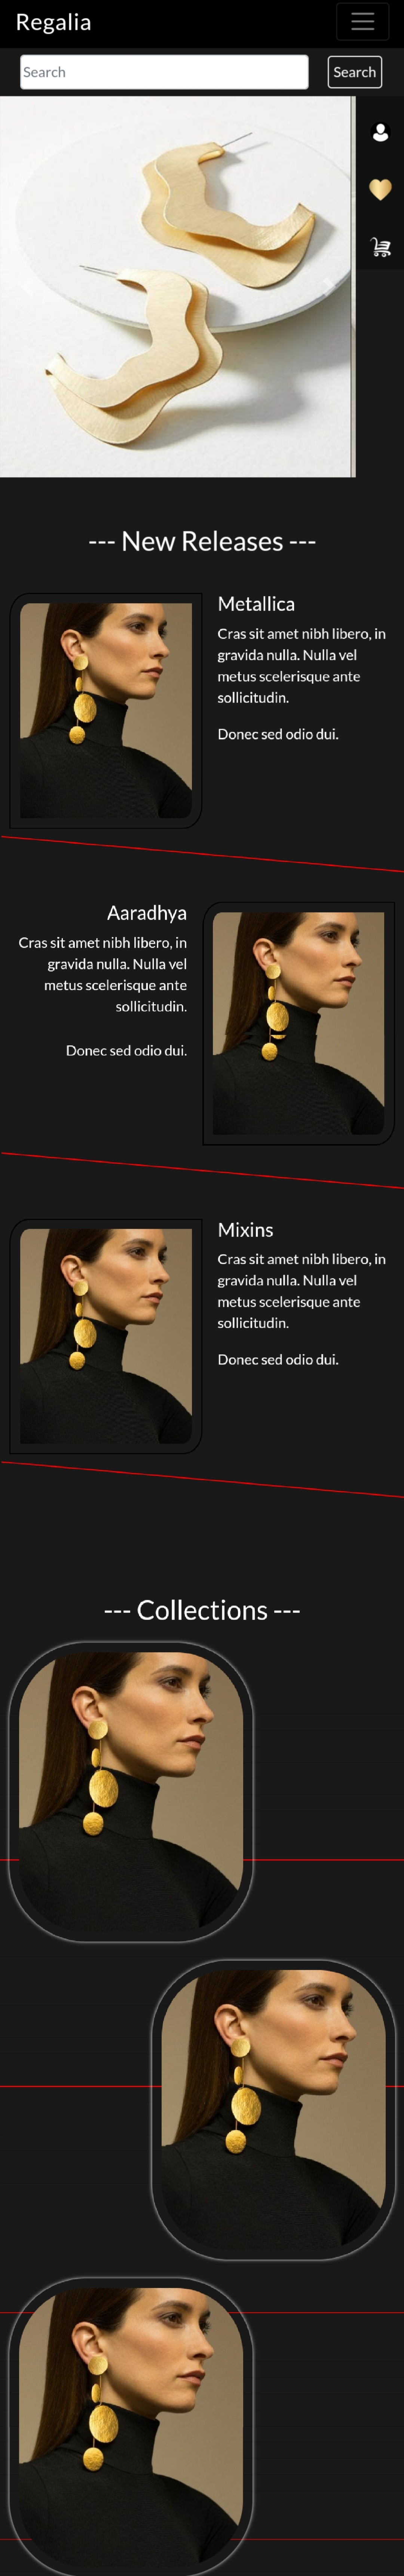 Regalia
Search
Search
--- New Releases ---
Metallica
Cras sit amet nibh libero, in
gravida nulla. Nulla vel
metus scelerisque ante
sollicitudin.
Donec sed odio dui.
Aaradhya
Cras sit amet nibh libero, in
gravida nulla. Nulla vel
metus scelerisque ante
sollicitudin.
Donec sed odio dui.
Mixins
Cras sit amet nibh libero, in
gravida nulla. Nulla vel
metus scelerisque ante
sollicitudin.
Donec sed odio dui.
--- Collections ---